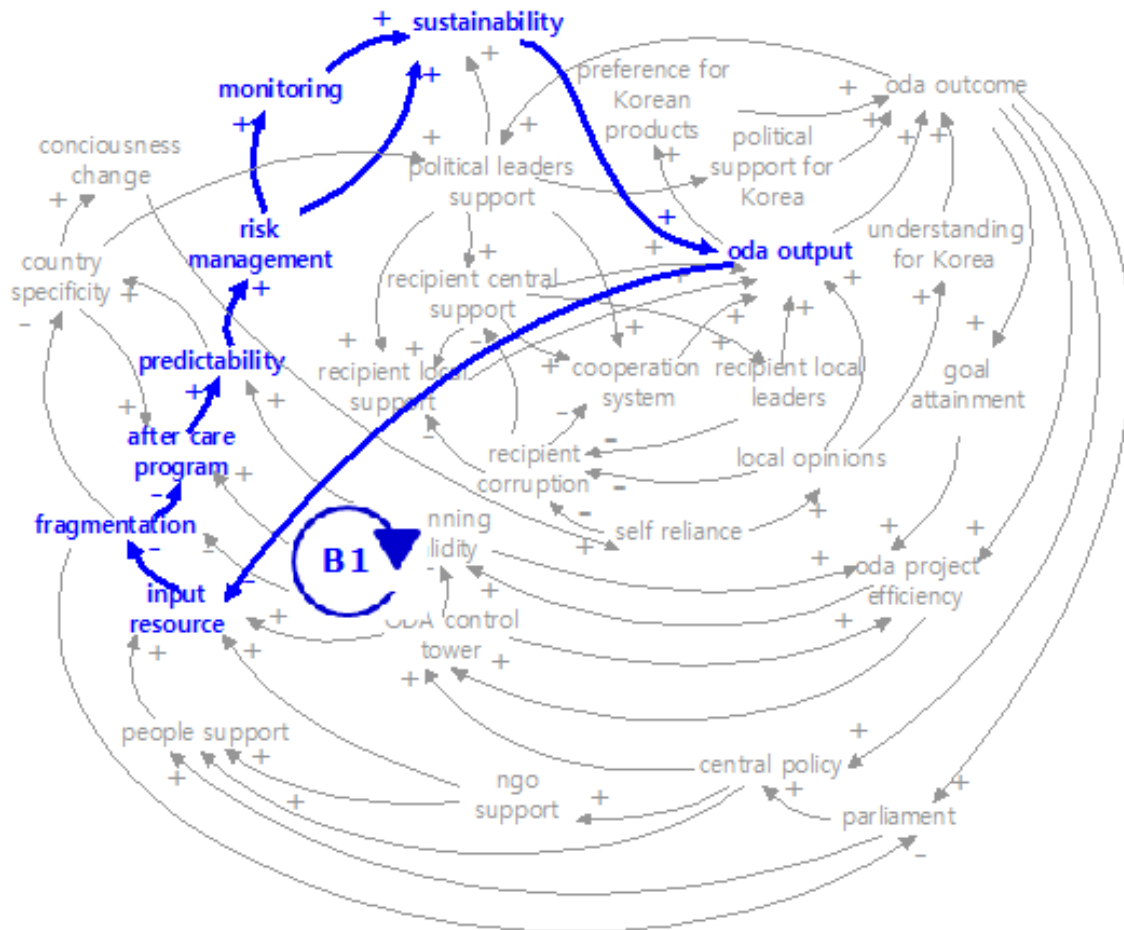 sustainability
monitoring
preference for
Korean
products
oda outcome
conciousness
change
political leaders
support
political
support for
Korea
risk
management
oda output
understanding
for Korea
country
specificity
recipient central
support
predictability
recipient local
support
cooperation
system
recipient local
leaders
goal
attainment
after care
program
recipient
corruption
local opinions
fragmentation
self reliance
B1
oda project
efficiency
input
resource
ODA control
tower
people support
ngo
support
central policy
parliament